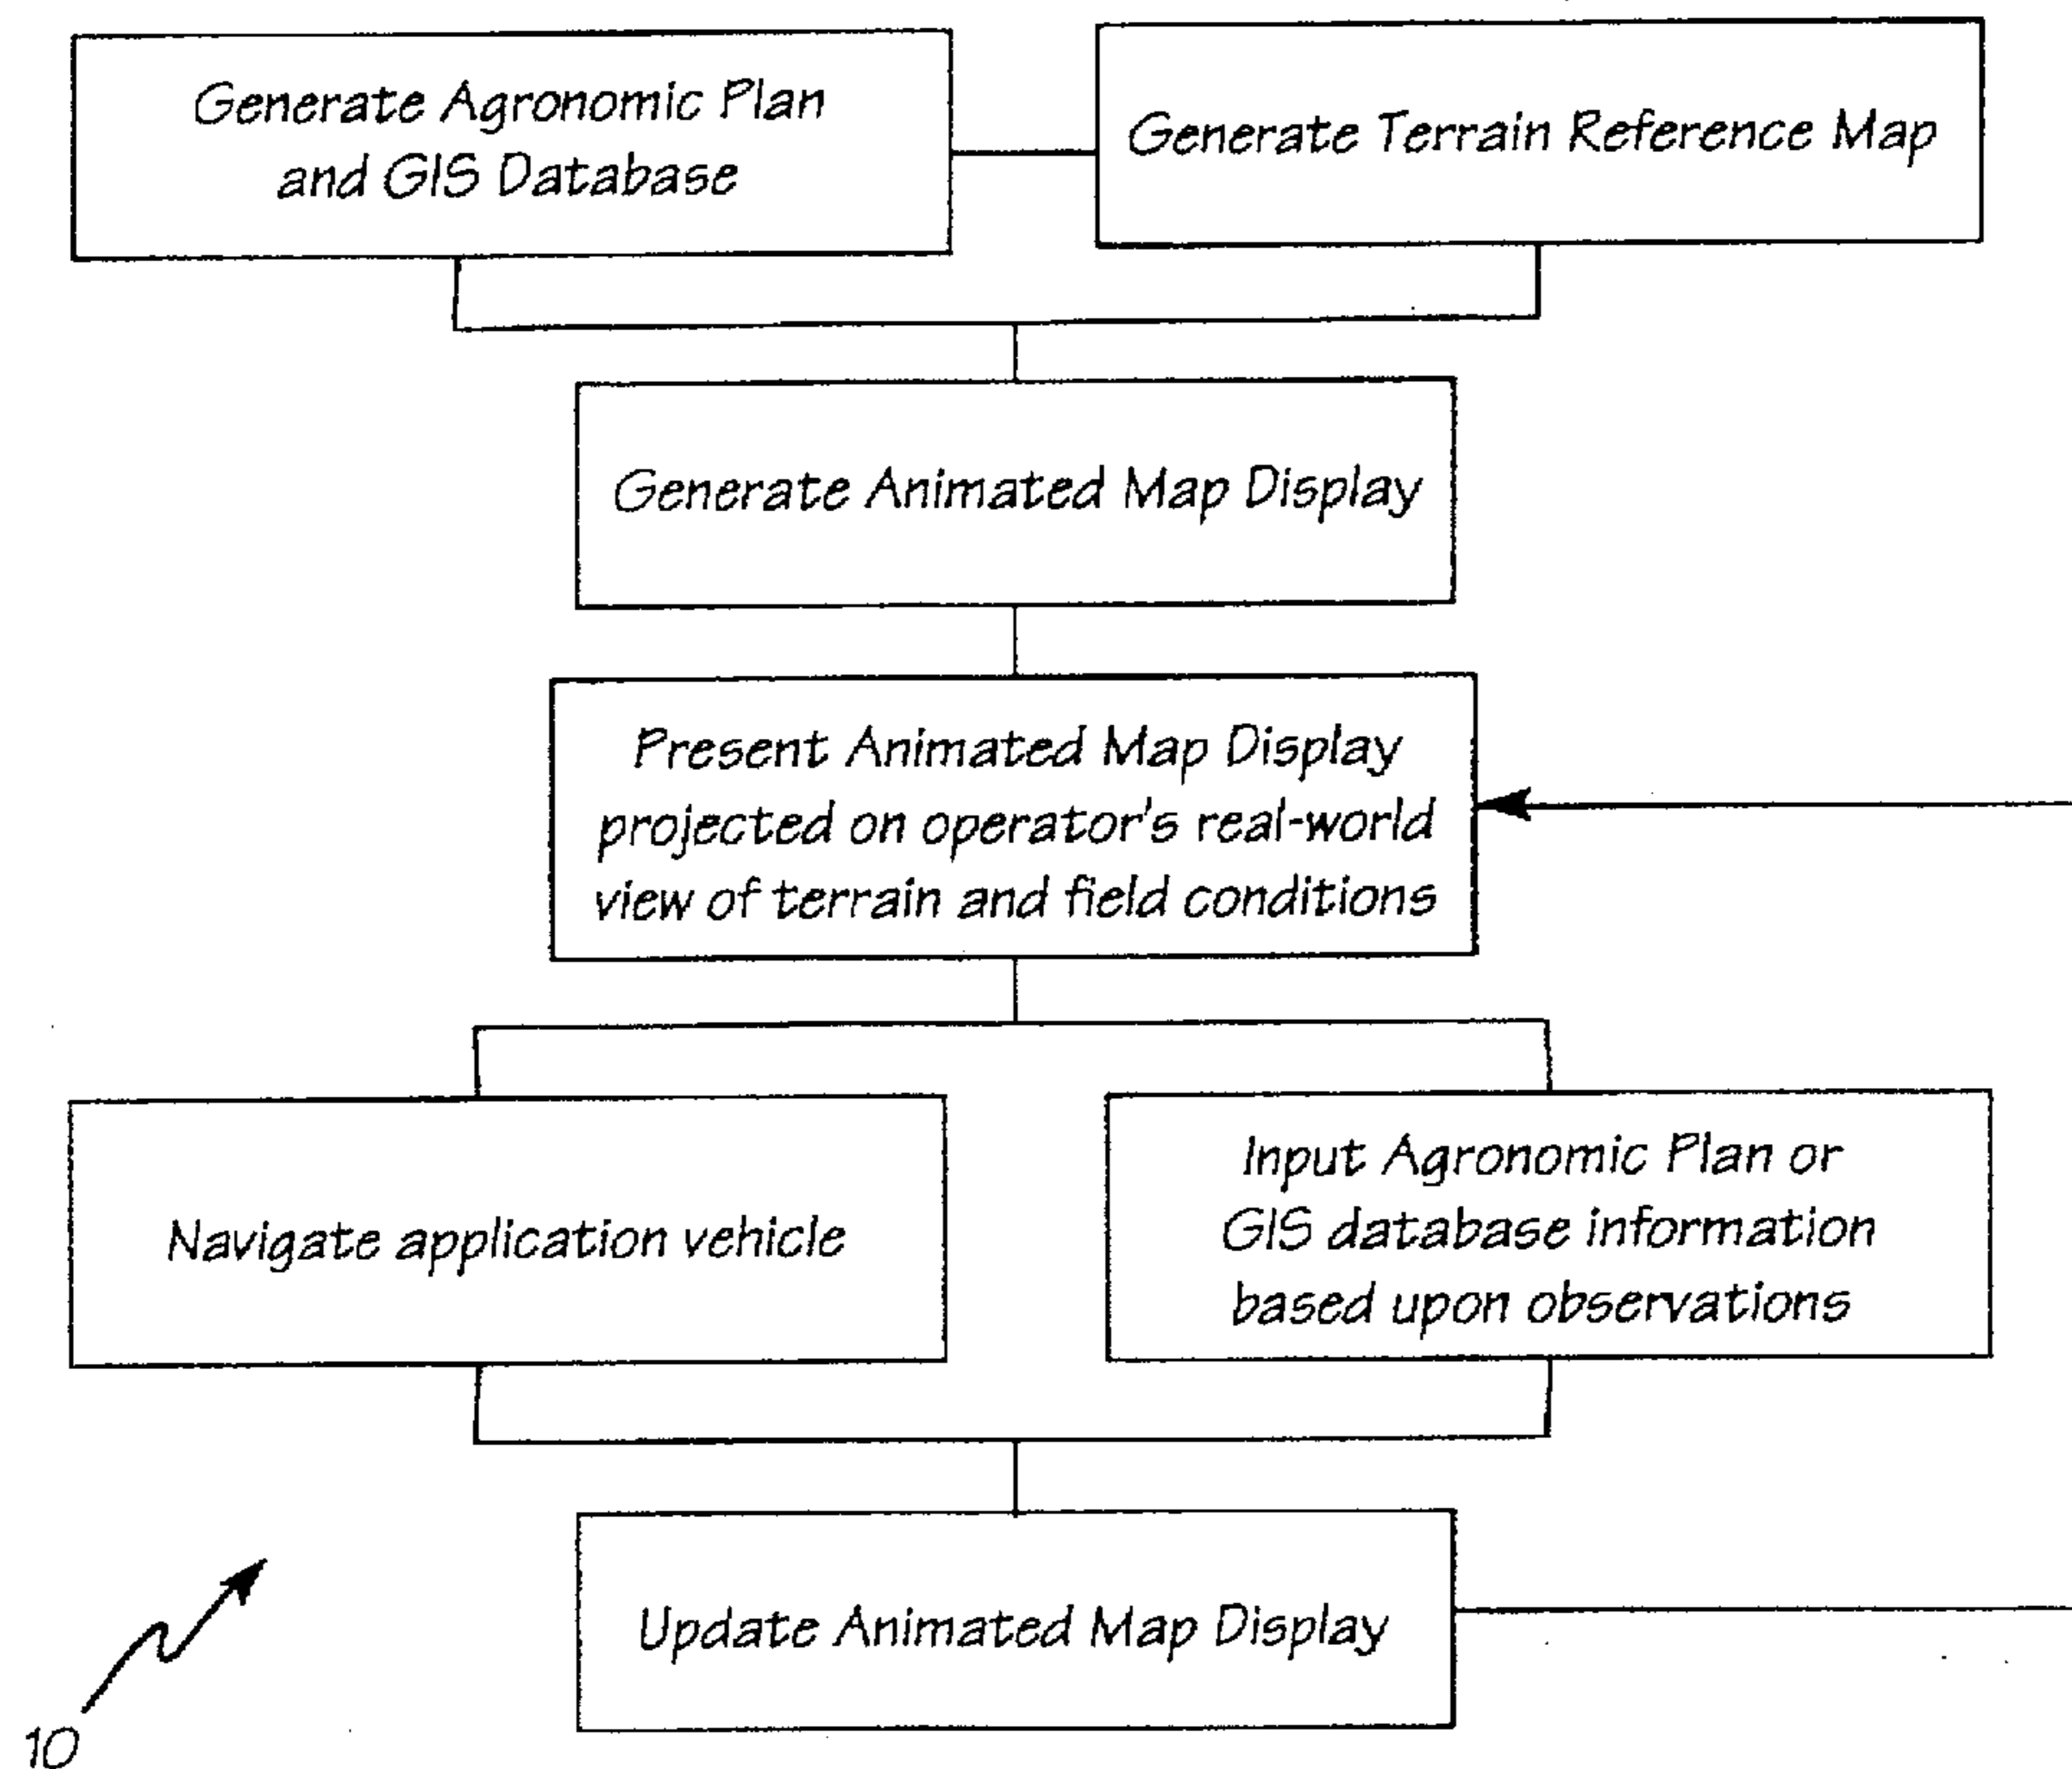 Generate Agronomic Plan
and GIS Database
Generate Terrain Reference Map
Generate Animated Map Display
Present Animated Map Display
projected on operator's real-world
view of terrain and field conditions
Navigate application vehicle
Input Agronomic Plan or
GIS database information
based upon observations
Update Animated Map Display
10